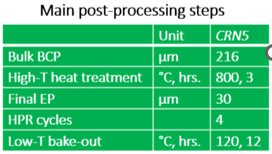 Main post-processing steps
Unit CRN5
Bulk BCP µm 216
High-T heat treatment °C, hrs. 800, 3
Final EP µm 30
HPR cycles 4
Low-T bake-out °C, hrs. 120, 12